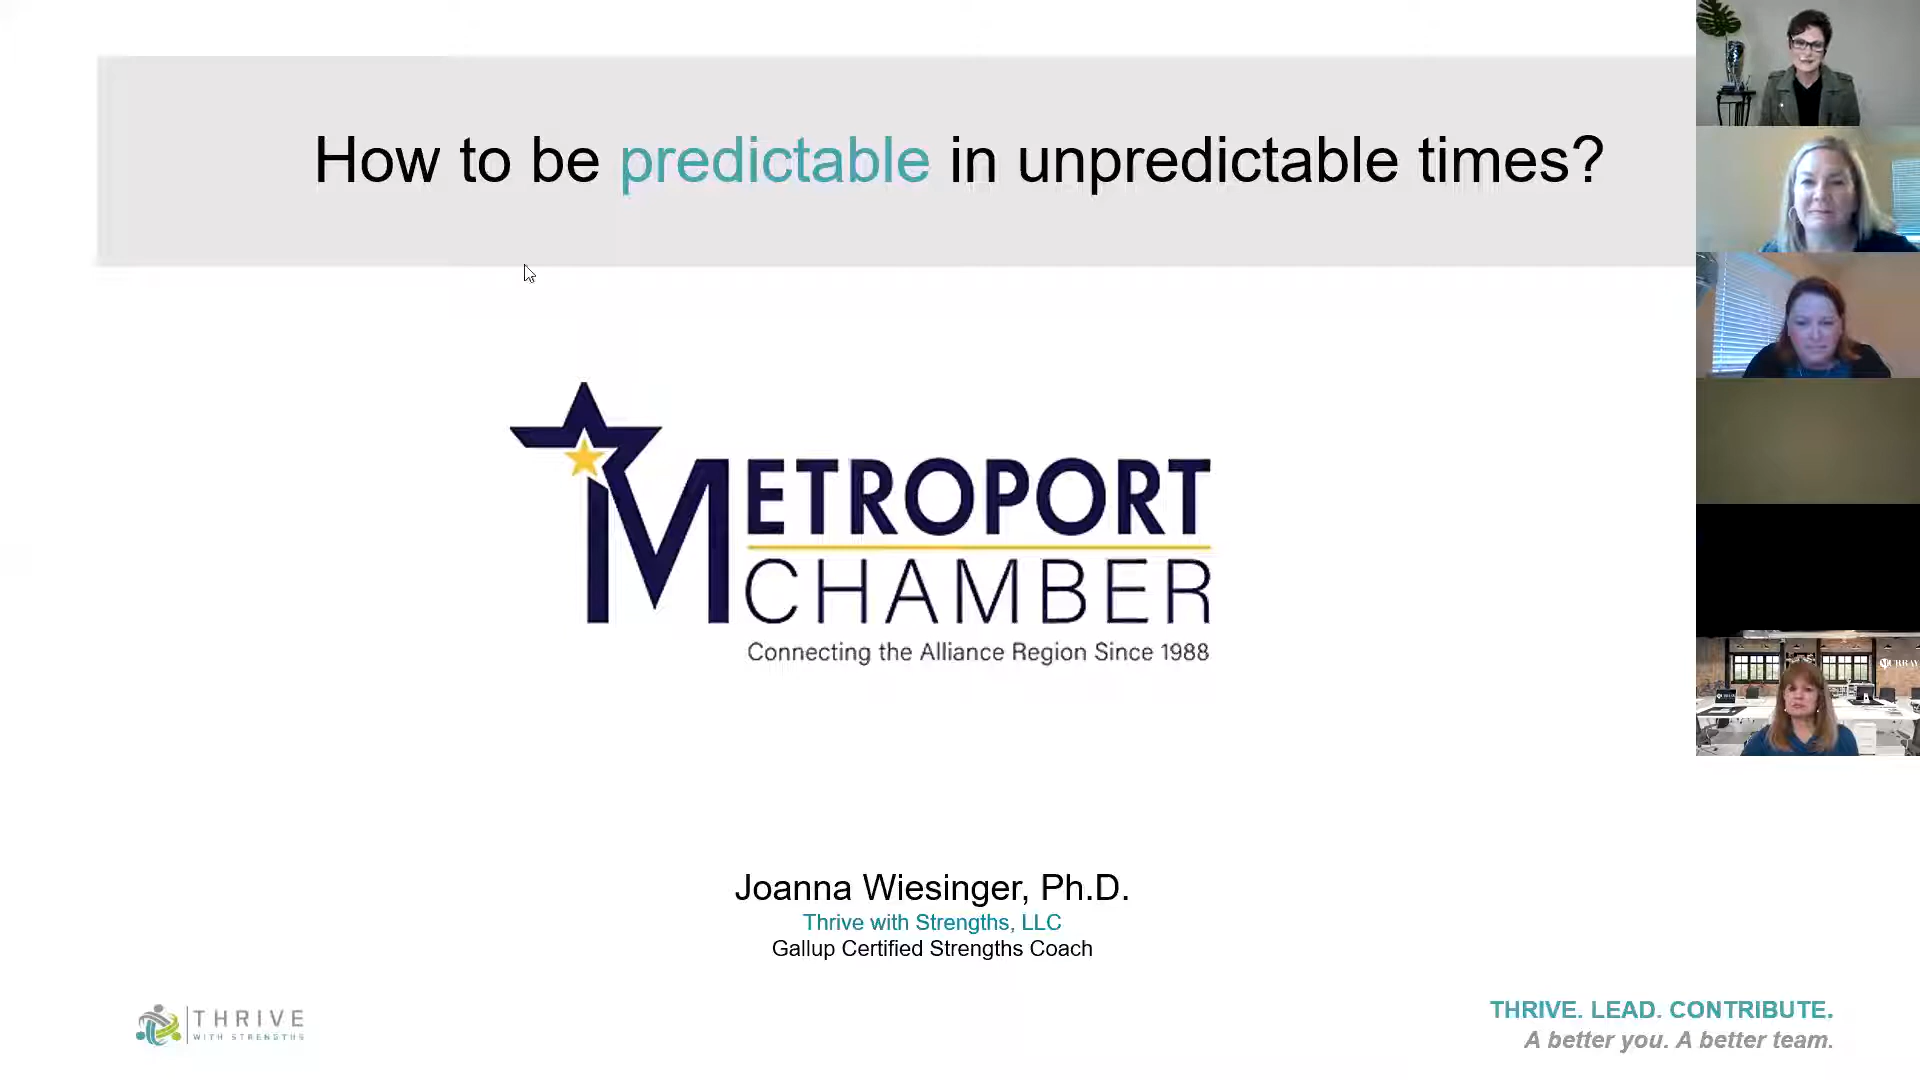 How to be predictable in unpredictable times?
METROPORT
CHAMBER
Connecting the Alliance Region Since 1988
MURRAY
Joanna Wiesinger, Ph.D.
Thrive with Strengths, LLC
Gallup Certified Strengths Coach
THRIVE
WITH STRENGTHS
THRIVE. LEAD. CONTRIBUTE.
A better you. A better team.